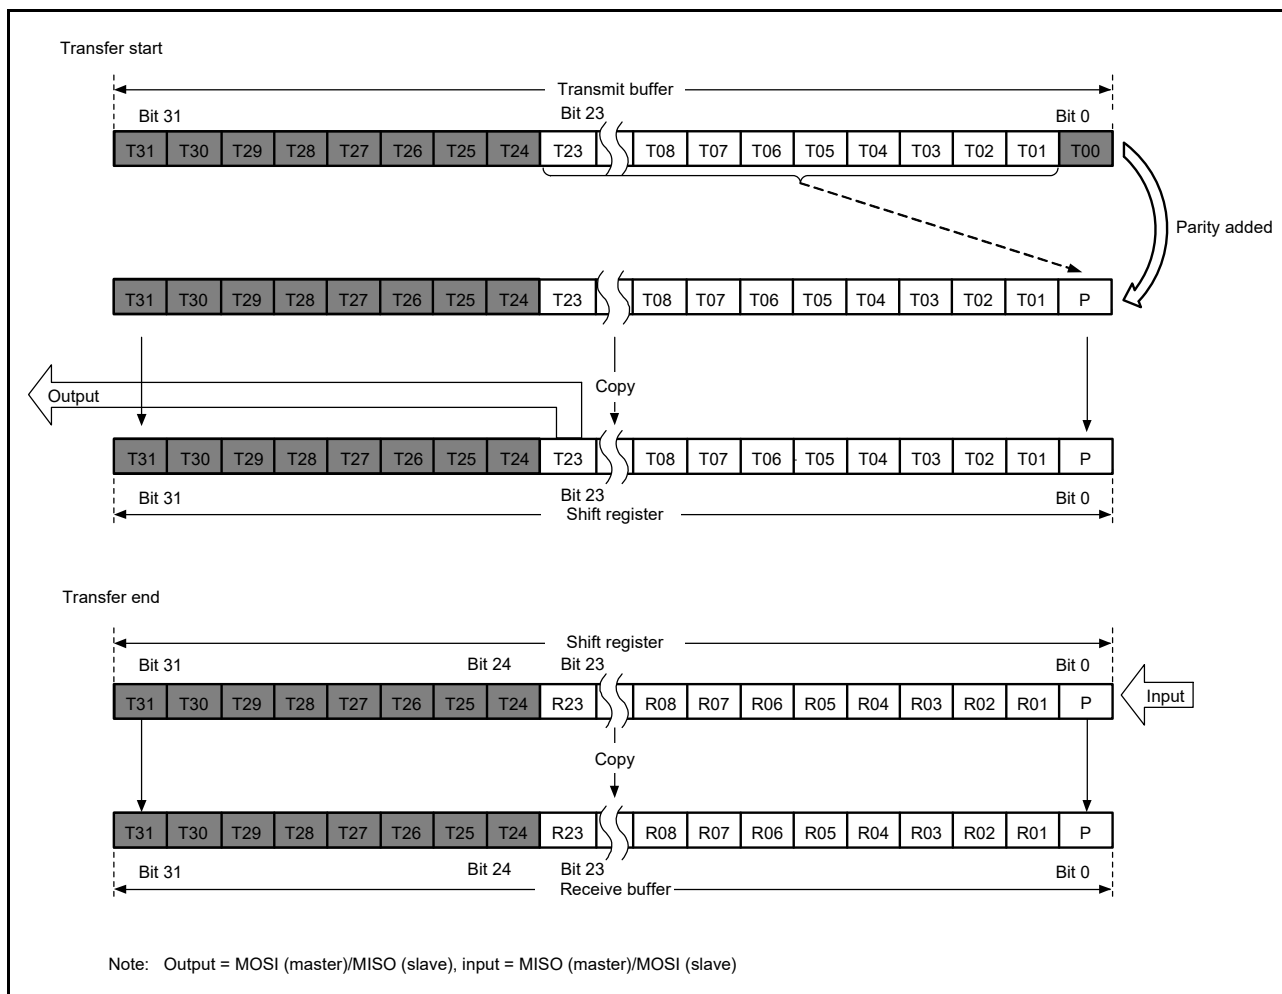 Transfer start
Transmit buffer
Bit 31 Bit 23 Bit 0
T31 T30 T29 T28 T27 T26 T25 T24 T23 T08 T07 T06 T05 T04 T03 T02 T01 T00
Parity added
T31 T30 T29 T28 T27 T26 T25 T24 T23 T08 T07 T06 T05 T04 T03 T02 T01 P
Copy
Output
T31 T30 T29 T28 T27 T26 T25 T24 T23 T08 T07 T06 T05 T04 T03 T02 T01 P
Bit 31 Bit 23 Bit 0
Shift register
Transfer end
Shift register
Bit 31 Bit 24 Bit 23 Bit 0
T31 T30 T29 T28 T27 T26 T25 T24 R23 R08 R07 R06 R05 R04 R03 R02 R01 P Input
Copy
T31 T30 T29 T28 T27 T26 T25 T24 R23 R08 R07 R06 R05 R04 R03 R02 R01 P
Bit 31 Bit 24 Bit 23 Bit 0
Receive buffer
Note: Output = MOSI (master)/MISO (slave), input = MISO (master)/MOSI (slave)